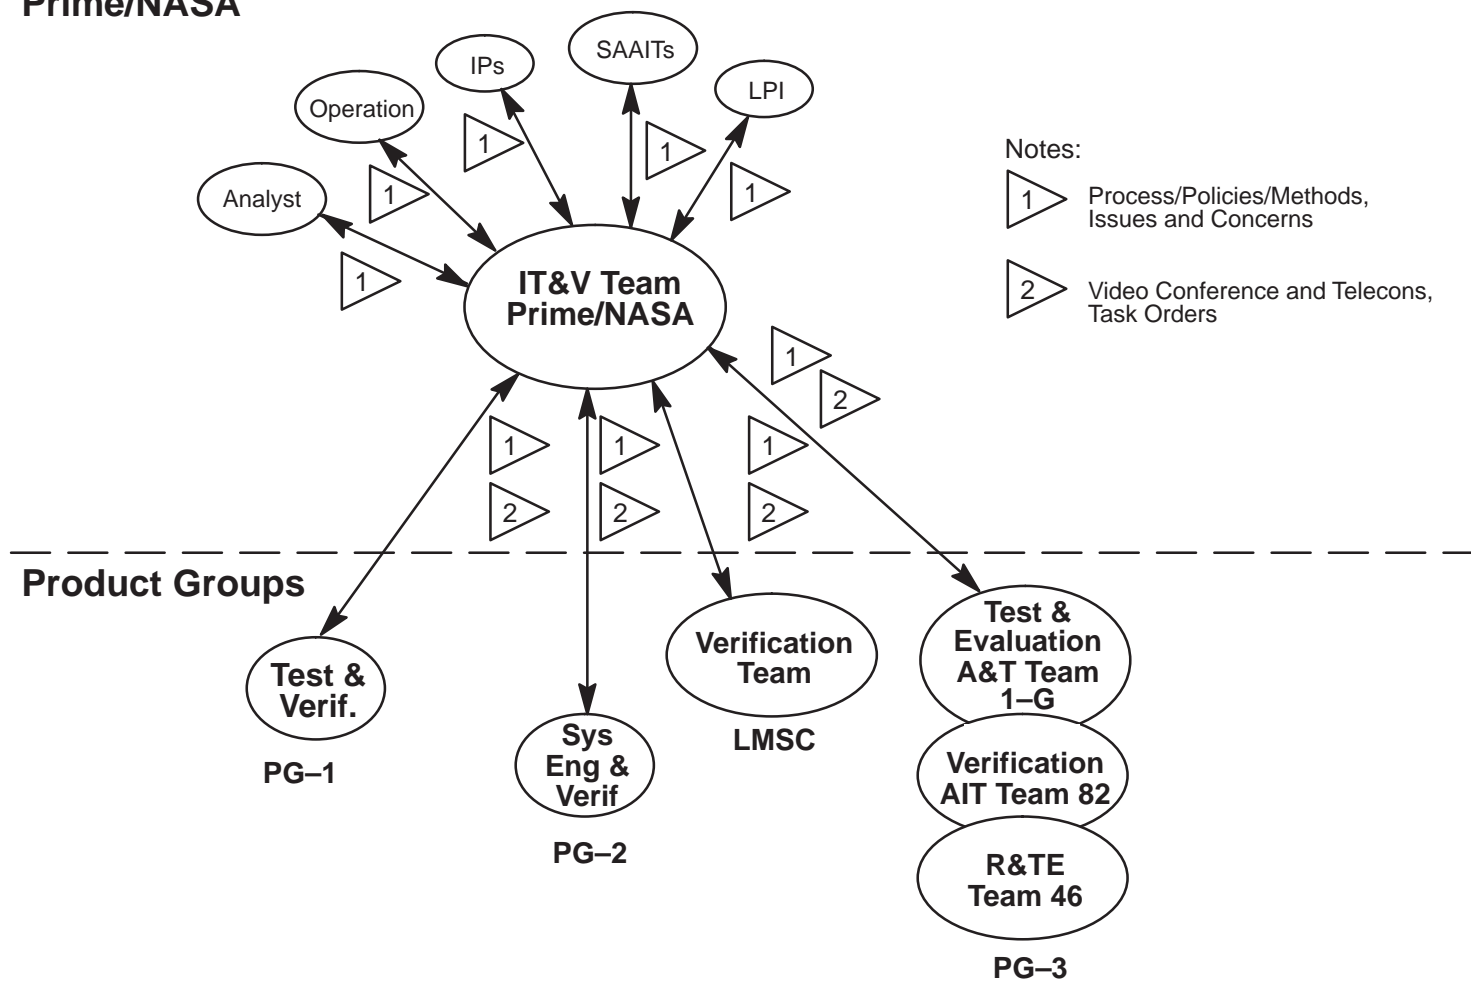 Prime/NASA
SAAITs
IPs
LPI
Operation
Analyst
1
1
1
1
1
Notes:
1
Process/Policies/Methods,
Issues and Concerns
2
Video Conference and Telecons,
Task Orders
IT&V Team
Prime/NASA
1
2
1
2
1
2
1
2
Product Groups
Test &
Verif.
PG–1
Sys
Eng &
Verif
PG–2
Verification
Team
LMSC
Test &
Evaluation
A&T Team
1–G
Verification
AIT Team 82
R&TE
Team 46
PG–3